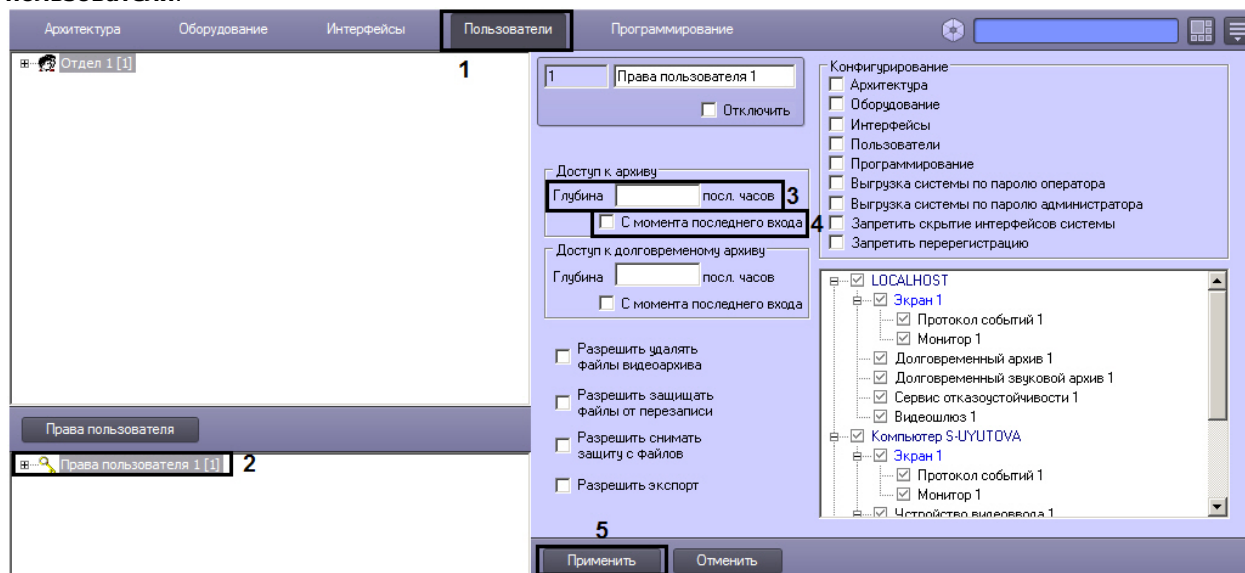 пользователя.
Архитектура Оборудование Интерфейсы Пользователи Программирование
1
Отдел 1 [1]
Права пользователя
Права пользователя 1 [1] 2
1 Права пользователя 1
Отключить
Доступ к архиву
Глубина посл. часов 3
С момента последнего входа 4
Доступ к долговременому архиву
Глубина посл. часов
С момента последнего входа
Разрешить удалять
файлы видеоархива
Разрешить защищать
файлы от перезаписи
Разрешить снимать
защиту с файлов
Разрешить экспорт
Конфигурирование
Архитектура
Оборудование
Интерфейсы
Пользователи
Программирование
Выгрузка системы по паролю оператора
Выгрузка системы по паролю администратора
Запретить скрытие интерфейсов системы
Запретить перерегистрацию
LOCALHOST
Экран 1
Протокол событий 1
Монитор 1
Долговременный архив 1
Долговременный звуковой архив 1
Сервис отказоустойчивости 1
Видеошлюз 1
Компьютер S-UYUTOVA
Экран 1
Протокол событий 1
Монитор 1
Устройство видеоввода 1
5
Применить Отменить